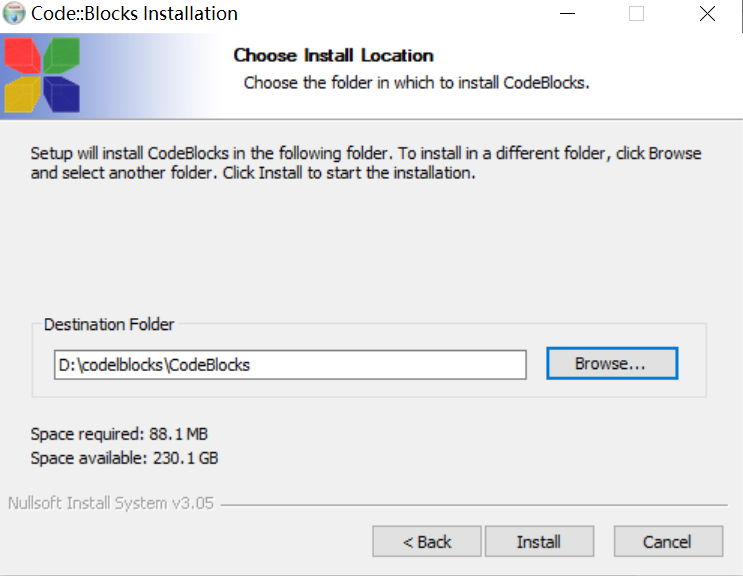 Code::Blocks Installation
Choose Install Location
Choose the folder in which to install CodeBlocks.
Setup will install CodeBlocks in the following folder. To install in a different folder, click Browse
and select another folder. Click Install to start the installation.
Destination Folder
D:\codelblocks\CodeBlocks
Browse...
Space required: 88.1 MB
Space available: 230.1 GB
Nullsoft Install System v3.05
< Back
Install
Cancel